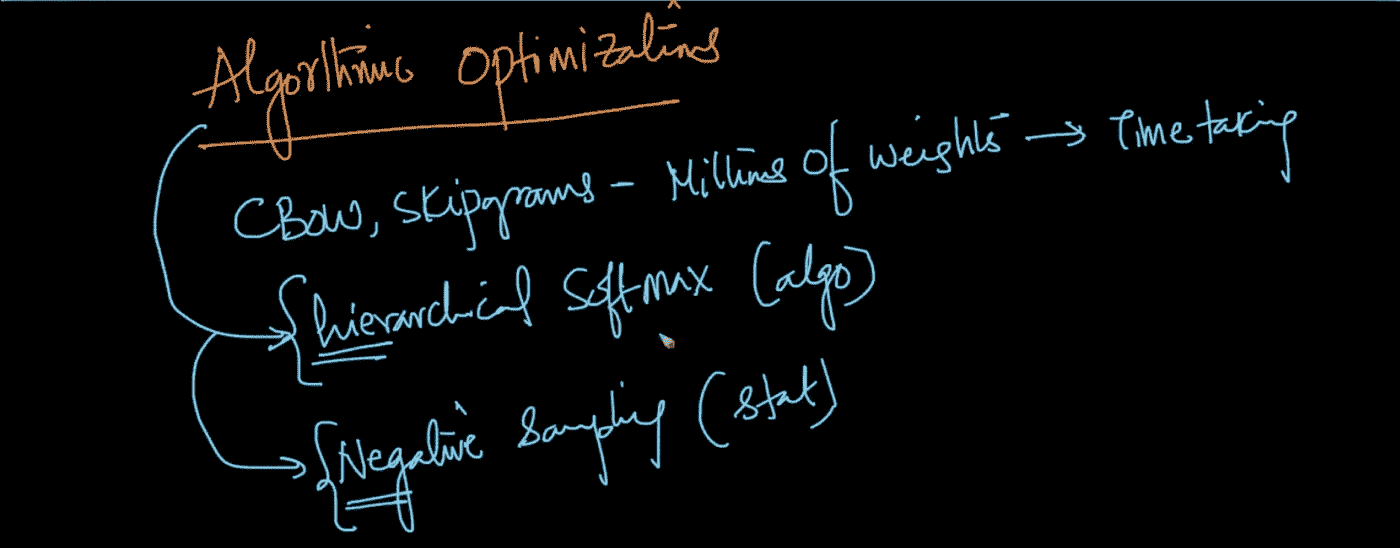 Algorithmic Optimizations
CBOW, Skipgrams - Millions of weights → Time taking
{hierarchical Softmax (algo)
{Negative Sampling (stat)